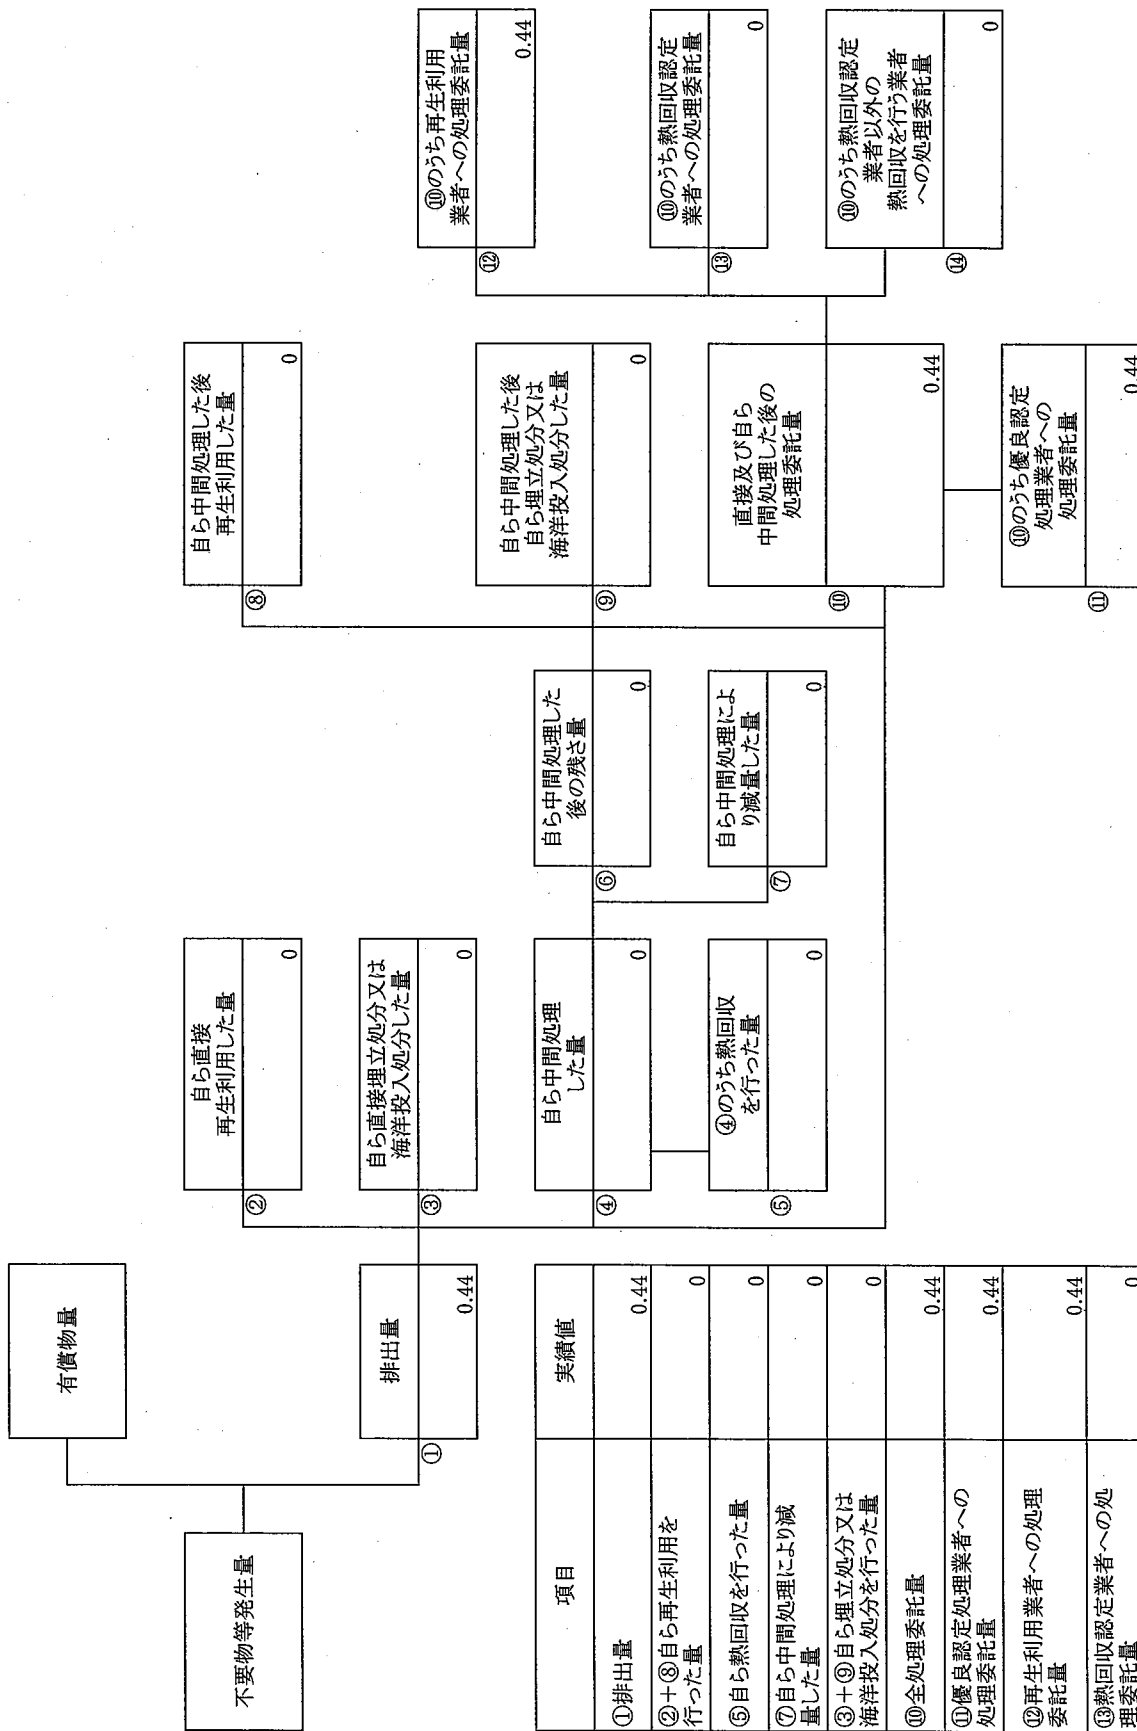 不要物等発生量
有償物量
排出量
①
0.44
自ら直接
再生利用した量
②
0
自ら直接埋立処分又は
海洋投入処分した量
③
0
自ら中間処理
した量
④
0
④のうち熱回収
を行った量
⑤
0
自ら中間処理した
後の残さ量
⑥
0
自ら中間処理によ
り減量した量
⑦
0
自ら中間処理した後
再生利用した量
⑧
0
自ら中間処理した後
自ら埋立処分又は
海洋投入処分した量
⑨
0
直接及び自ら
中間処理した後の
処理委託量
⑩
0.44
⑩のうち優良認定
処理業者への
処理委託量
⑪
0.44
⑩のうち再生利用
業者への処理委託量
⑫
0.44
⑩のうち熱回収認定
業者への処理委託量
⑬
0
⑩のうち熱回収認定
業者以外の
熱回収を行う業者
への処理委託量
⑭
0
項目
実績値
①排出量
0.44
②+⑧自ら再生利用を
行った量
0
⑤自ら熱回収を行った量
0
⑦自ら中間処理により減
量した量
0
③+⑨自ら埋立処分又は
海洋投入処分を行った量
0
⑩全処理委託量
0.44
⑪優良認定処理業者への
処理委託量
0.44
⑫再生利用業者への処理
委託量
0.44
⑬熱回収認定業者への処
理委託量
0